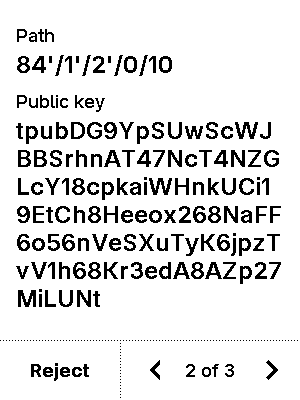 Path
84'/1'/2'/0/10
Public key
tpubDG9YpSUwScWJ
BBSrhnAT47NcT4NZG
LcY18cpkaiWHnkUCi1
9EtCh8Heeox268NaFF
6o56nVeSXuTyK6jpzT
vV1h68Kr3edA8AZp27
MiLUNt
Reject
2 of 3